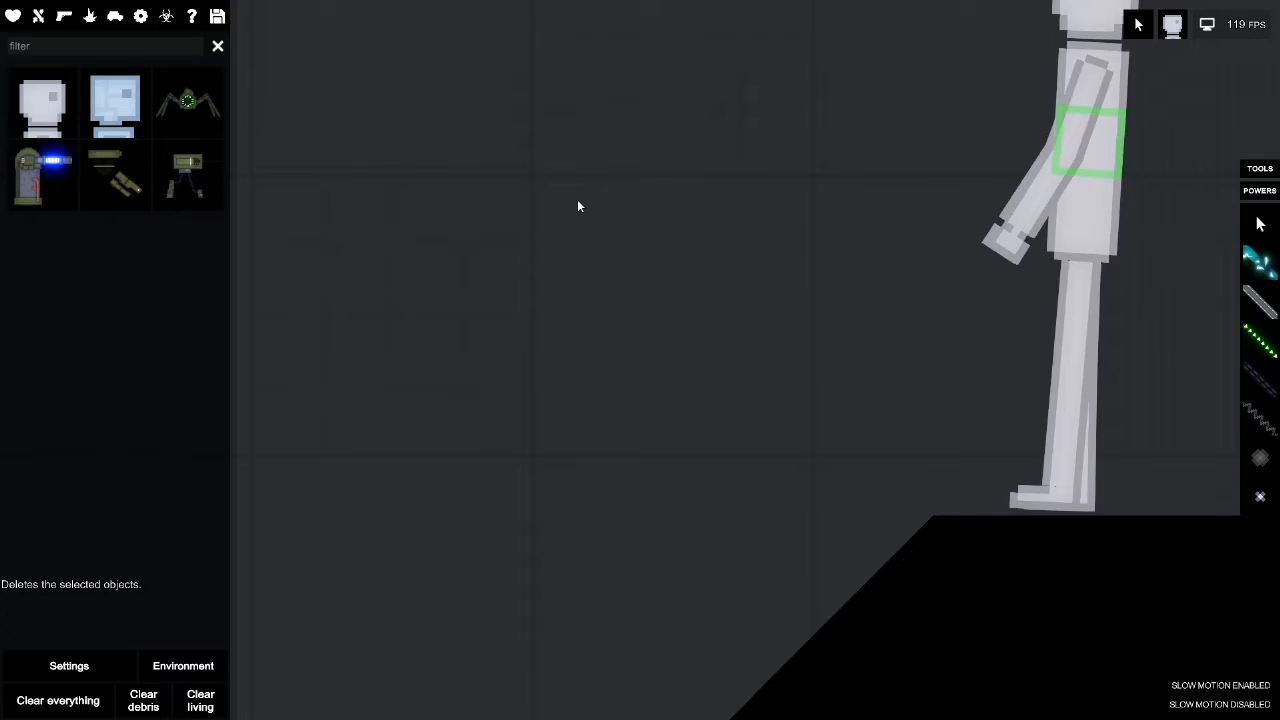 119 FPS
filter
TOOLS
POWERS
Deletes the selected objects.
Settings
Environment
Clear everything
Clear debris
Clear living
SLOW MOTION ENABLED
SLOW MOTION DISABLED